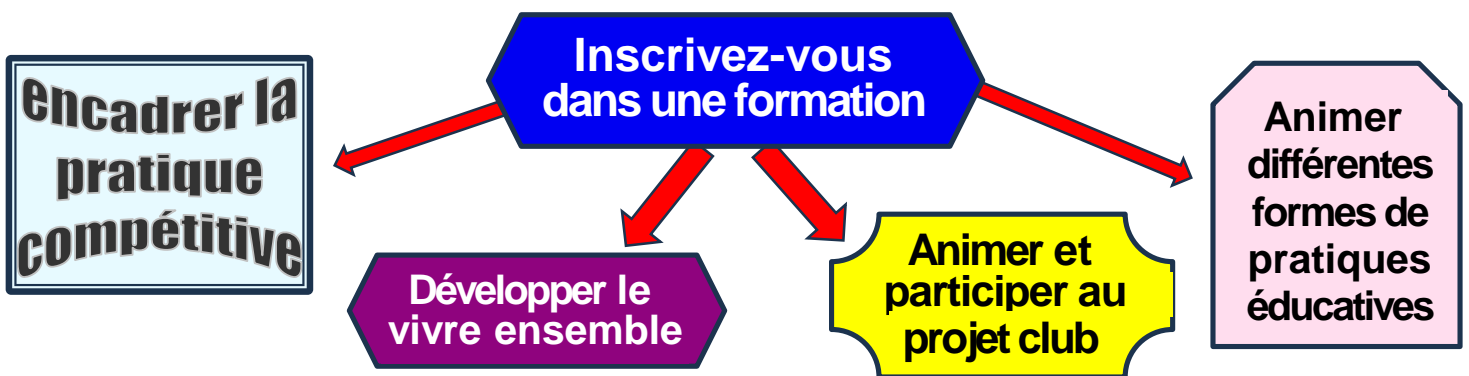 Inscrivez-vous
dans une formation
encadrer la
pratique
compétitive
Développer le
vivre ensemble
Animer et
participer au
projet club
Animer
différentes
formes de
pratiques
éducatives